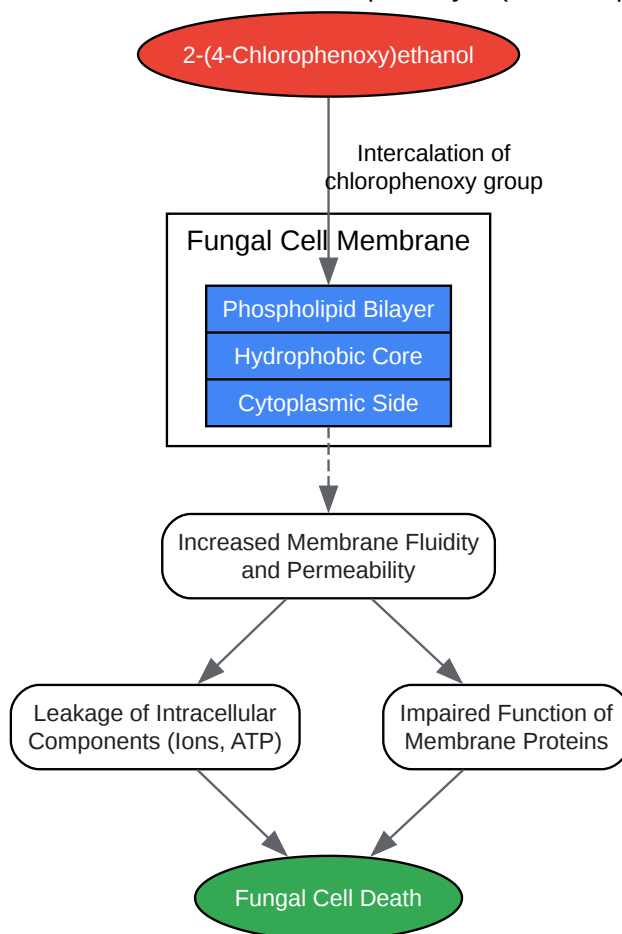 2-(4-Chlorophenoxy)ethanol
Intercalation of
chlorophenoxy group
Fungal Cell Membrane
Phospholipid Bilayer
Hydrophobic Core
Cytoplasmic Side
Increased Membrane Fluidity
and Permeability
Leakage of Intracellular
Components (Ions, ATP)
Impaired Function of
Membrane Proteins
Fungal Cell Death